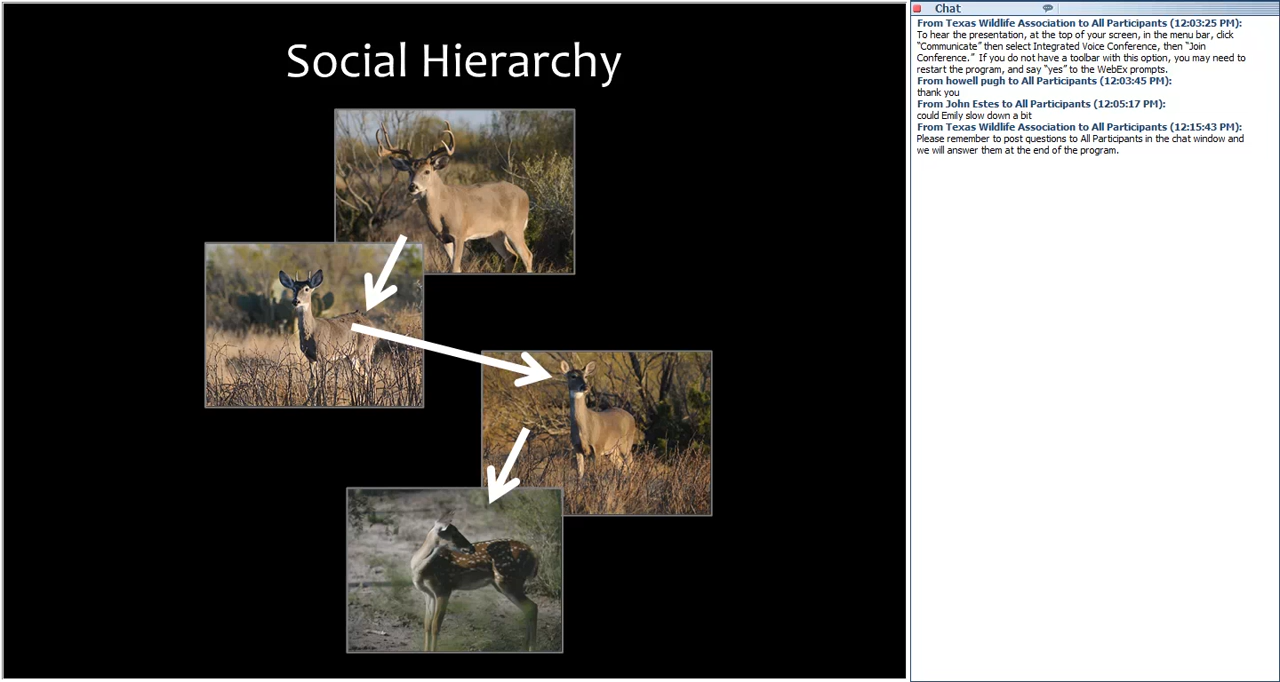 Social Hierarchy
Chat
From Texas Wildlife Association to All Participants (12:03:25 PM):
To hear the presentation, at the top of your screen, in the menu bar, click
“Communicate” then select Integrated Voice Conference, then “Join
Conference.” If you do not have a toolbar with this option, you may need to
restart the program, and say “yes” to the WebEx prompts.
From howell pugh to All Participants (12:03:45 PM):
thank you
From John Estes to All Participants (12:05:17 PM):
could Emily slow down a bit
From Texas Wildlife Association to All Participants (12:15:43 PM):
Please remember to post questions to All Participants in the chat window and
we will answer them at the end of the program.